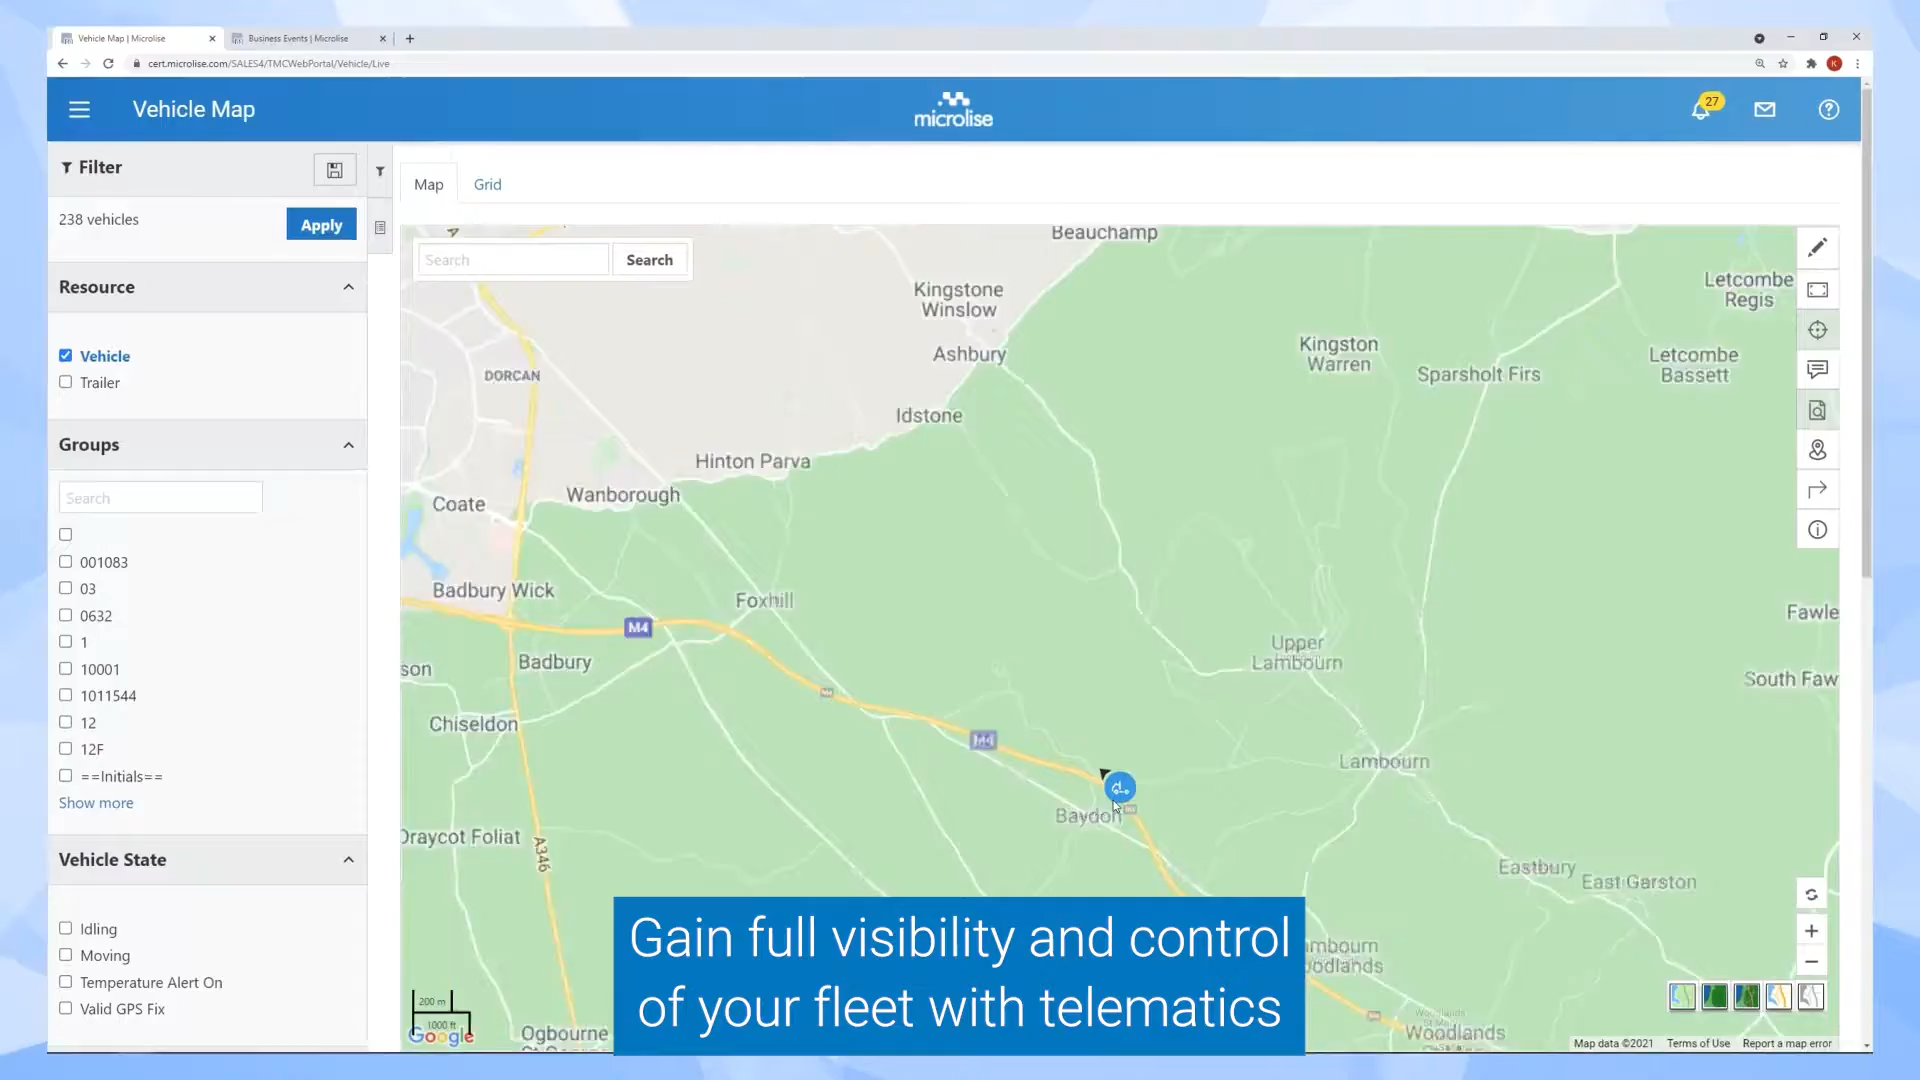 Vehicle Map | Microlise
Business Events | Microlise
cert.microlise.com/SALES4/TMCWebPortal/Vehicle/Live
K
Vehicle Map
microlise
27
Filter
238 vehicles
Apply
Resource
Vehicle
Trailer
Groups
Search
001083
03
0632
1
10001
1011544
12
12F
==Initials==
Show more
Vehicle State
Idling
Moving
Temperature Alert On
Valid GPS Fix
Map
Grid
Search
Search
Beauchamp
Kingstone
Winslow
Letcombe
Regis
Ashbury
Kingston
Warren
Letcombe
Bassett
Sparsholt Firs
DORCAN
Idstone
Hinton Parva
Wanborough
Coate
Badbury Wick
Foxhill
Fawle
M4
Upper
Lambourn
Badbury
son
South Faw
Chiseldon
M4
Lambourn
Baydon
Draycot Foliat
A346
Eastbury
East Garston
mbourn
oodlands
200 m
1000 ft
Google
Ogbourne
Woodlands
Gain full visibility and control
of your fleet with telematics
Map data ©2021
Terms of Use
Report a map error